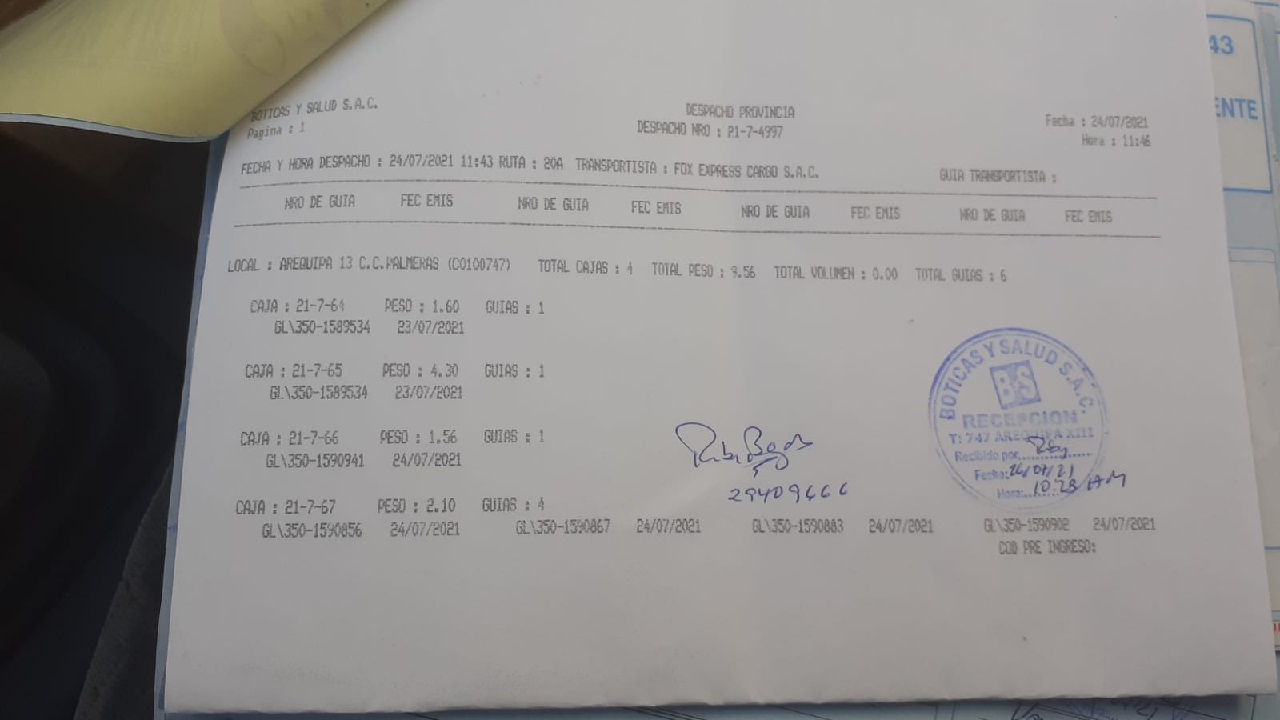 BOTICAS Y SALUD S.A.C.
Pagina : 1
DESPACHO PROVINCIA
DESPACHO NRO : 21-7-4997
Fecha : 24/07/2021
Hora : 11:46
FECHA Y HORA DESPACHO : 24/07/2021 11:43 RUTA : 20A TRANSPORTISTA : FOX EXPRESS CARGO S.A.C. GUIA TRANSPORTISTA :
NRO DE GUIA FEC EMIS NRO DE GUIA FEC EMIS NRO DE GUIA FEC EMIS NRO DE GUIA FEC EMIS
LOCAL : AREQUIPA 13 C.C.PALMERAS (C0100747) TOTAL CAJAS : 4 TOTAL PESO : 9.56 TOTAL VOLUMEN : 0.00 TOTAL GUIAS : 6
CAJA : 21-7-64 PESO : 1.60 GUIAS : 1
GL\350-1589534 23/07/2021
CAJA : 21-7-65 PESO : 4.30 GUIAS : 1
GL\350-1589534 23/07/2021
CAJA : 21-7-66 PESO : 1.56 GUIAS : 1
GL\350-1590941 24/07/2021
CAJA : 21-7-67 PESO : 2.10 GUIAS : 4
GL\350-1590856 24/07/2021 GL\350-1590867 24/07/2021 GL\350-1590883 24/07/2021 GL\350-1590902 24/07/2021
COD PRE INGRESO:
29409666
BOTICAS Y SALUD S.A.C.
B S
RECEPCION
T: 747 AREQUIPA XIII
Recibido por
Fecha:
Hora: 10:28 AM
43
ENTE